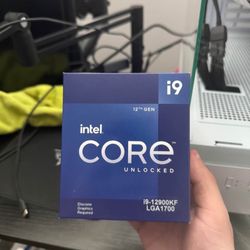 i9
12TH GEN
intel
CORE
UNLOCKED
i9-12900KF
LGA1700
Discrete
Graphics
Required